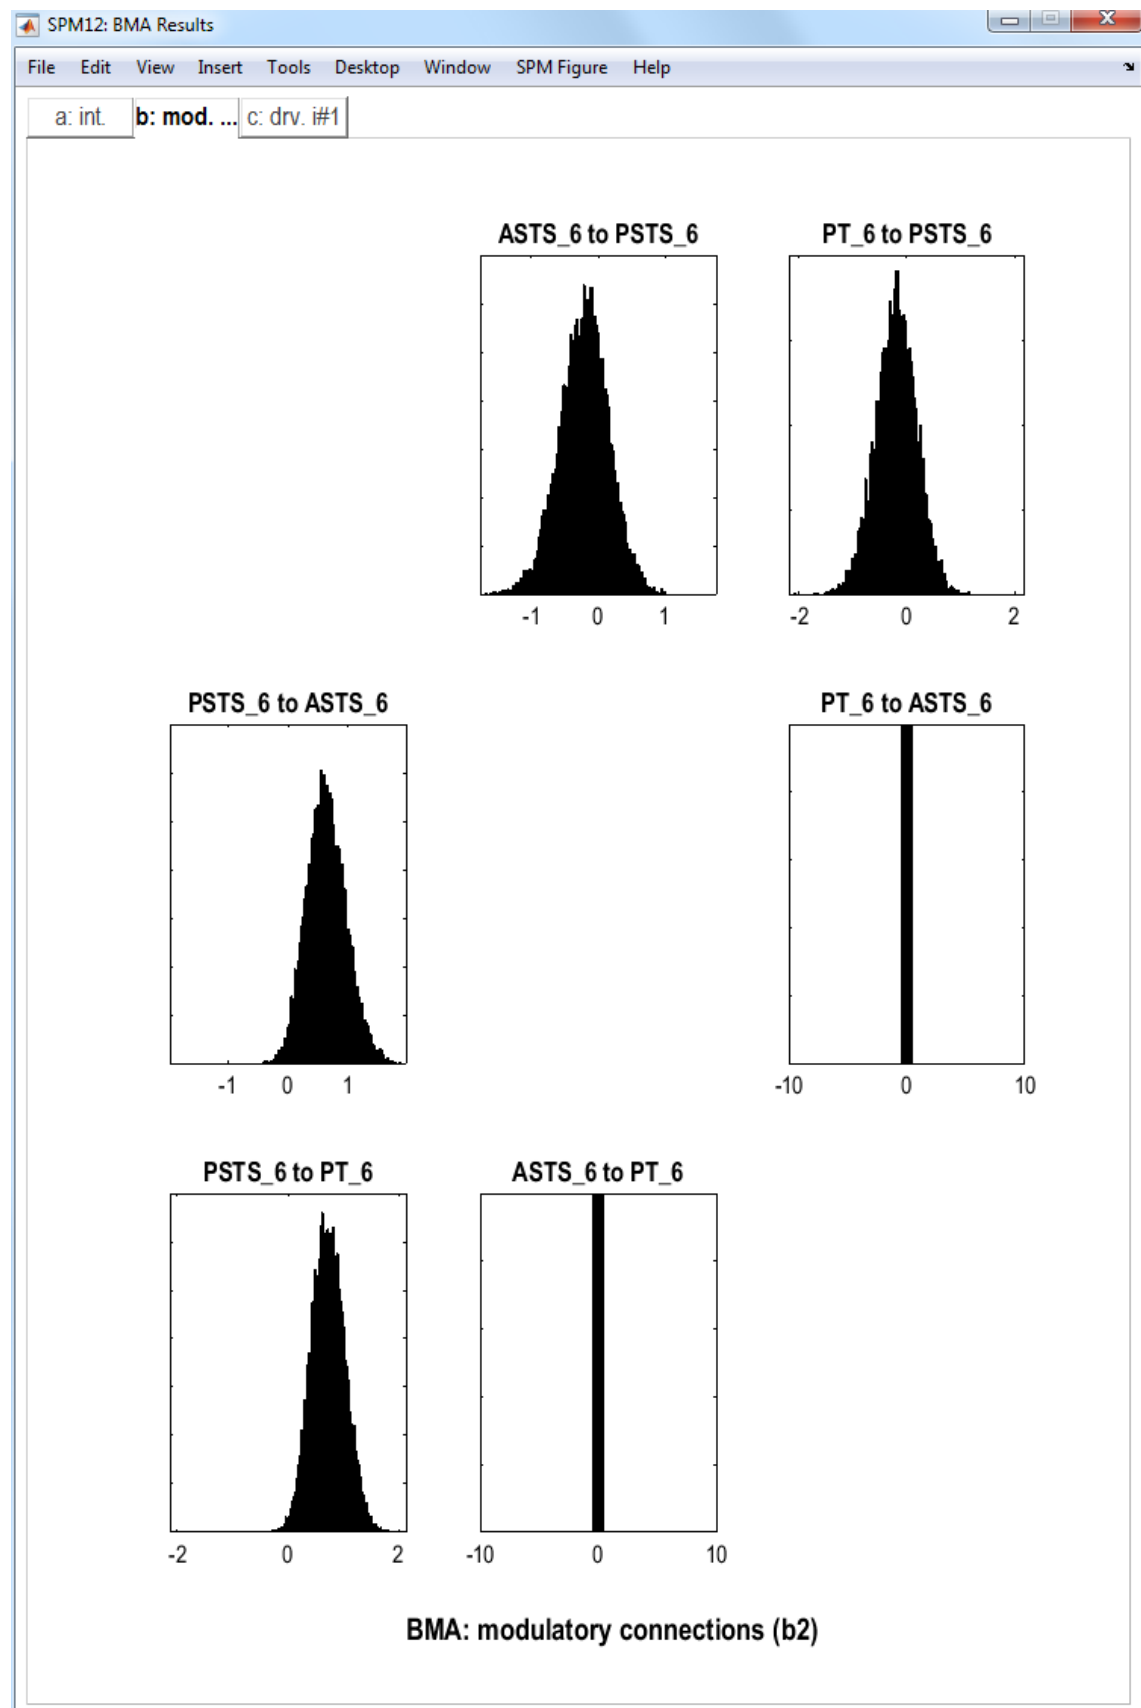 SPM12: BMA Results
File Edit View Insert Tools Desktop Window SPM Figure Help
a: int. b: mod. ... c: drv. i#1
ASTS_6 to PSTS_6 PT_6 to PSTS_6
-1 0 1 -2 0 2
PSTS_6 to ASTS_6 PT_6 to ASTS_6
-1 0 1 -10 0 10
PSTS_6 to PT_6 ASTS_6 to PT_6
-2 0 2 -10 0 10
BMA: modulatory connections (b2)